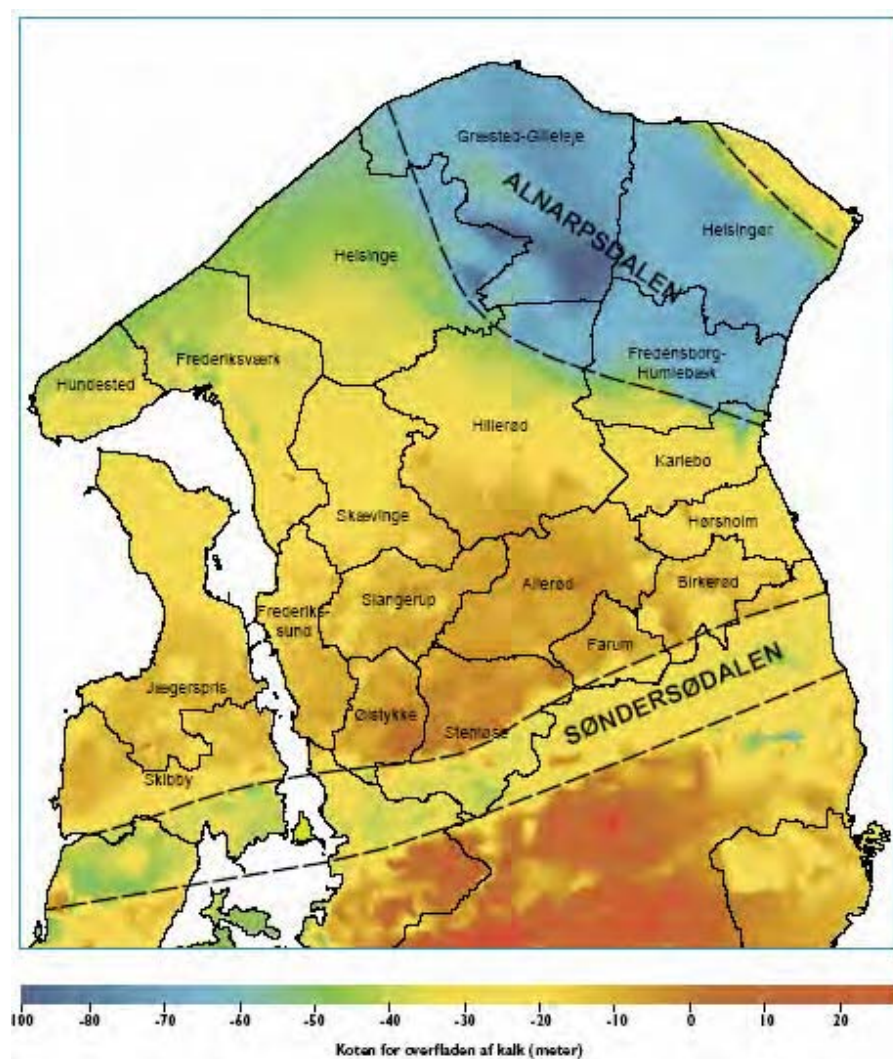 Græsted-Gilleleje
ALNARPSDALEN
Helsingør
Helsinge
Fredensborg-
Humlebæk
Frederiksværk
Hundested
Hillerød
Karlebo
Skævinge
Hørsholm
Slangerup
Allerød
Birkerød
Frederiks-
sund
Farum
Jægerspris
Ølstykke
Stenløse
SØNDERSØDALEN
Skibby
100 -80 -70 -60 -50 -40 -30 -20 -10 0 10 20
Koten for overfladen af kalk (meter)